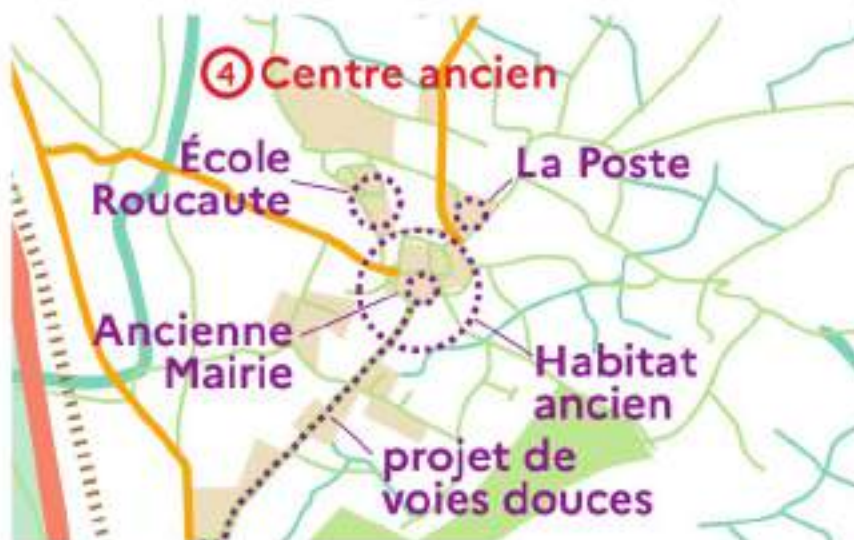 ④ Centre ancien
École
Roucaute
La Poste
Ancienne
Mairie
Habitat
ancien
projet de
voies douces